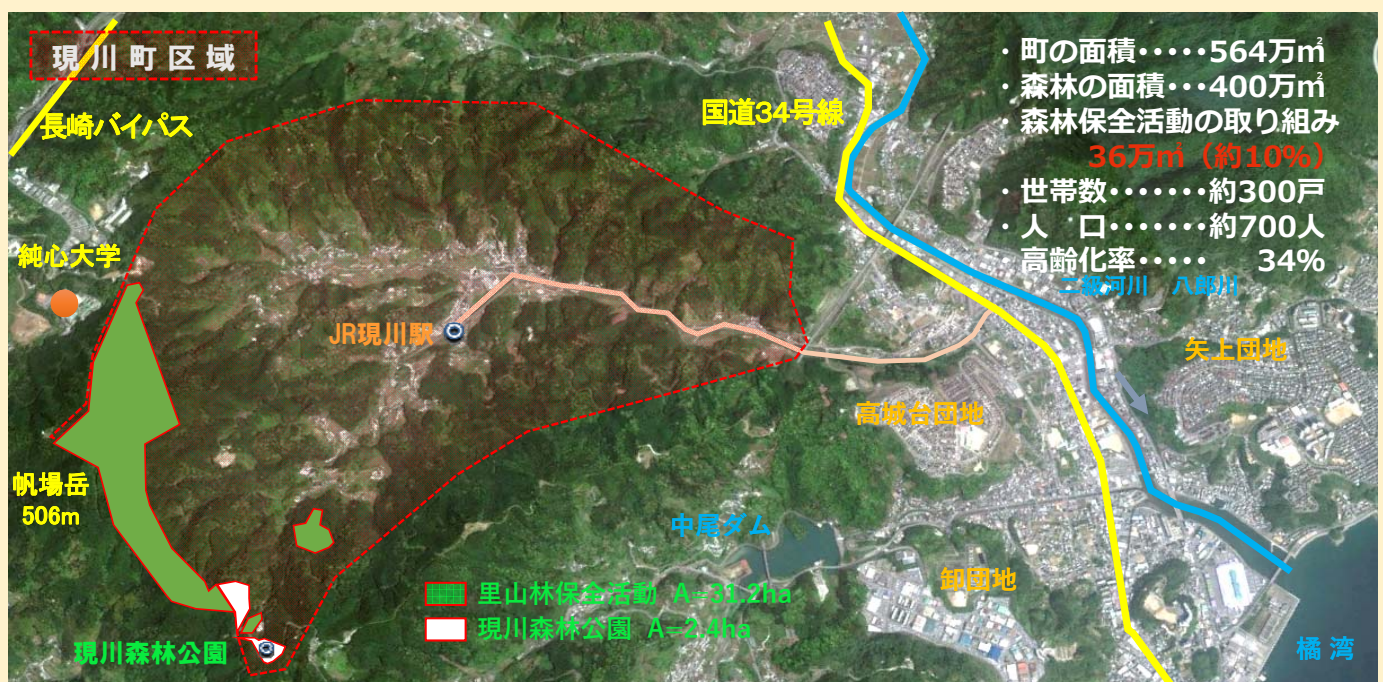 現川町区域
長崎バイパス
国道34号線
・町の面積・・・・・564万㎡
・森林の面積・・・400万㎡
・森林保全活動の取り組み
36万㎡（約10%）
・世帯数・・・・・・・約300戸
・人　口・・・・・・・約700人
・高齢化率・・・・・　34%
二級河川　八郎川
純心大学
JR現川駅
矢上団地
高城台団地
帆場岳
506m
中尾ダム
卸団地
里山林保全活動 A=31.2ha
現川森林公園 A=2.4ha
現川森林公園
橘湾